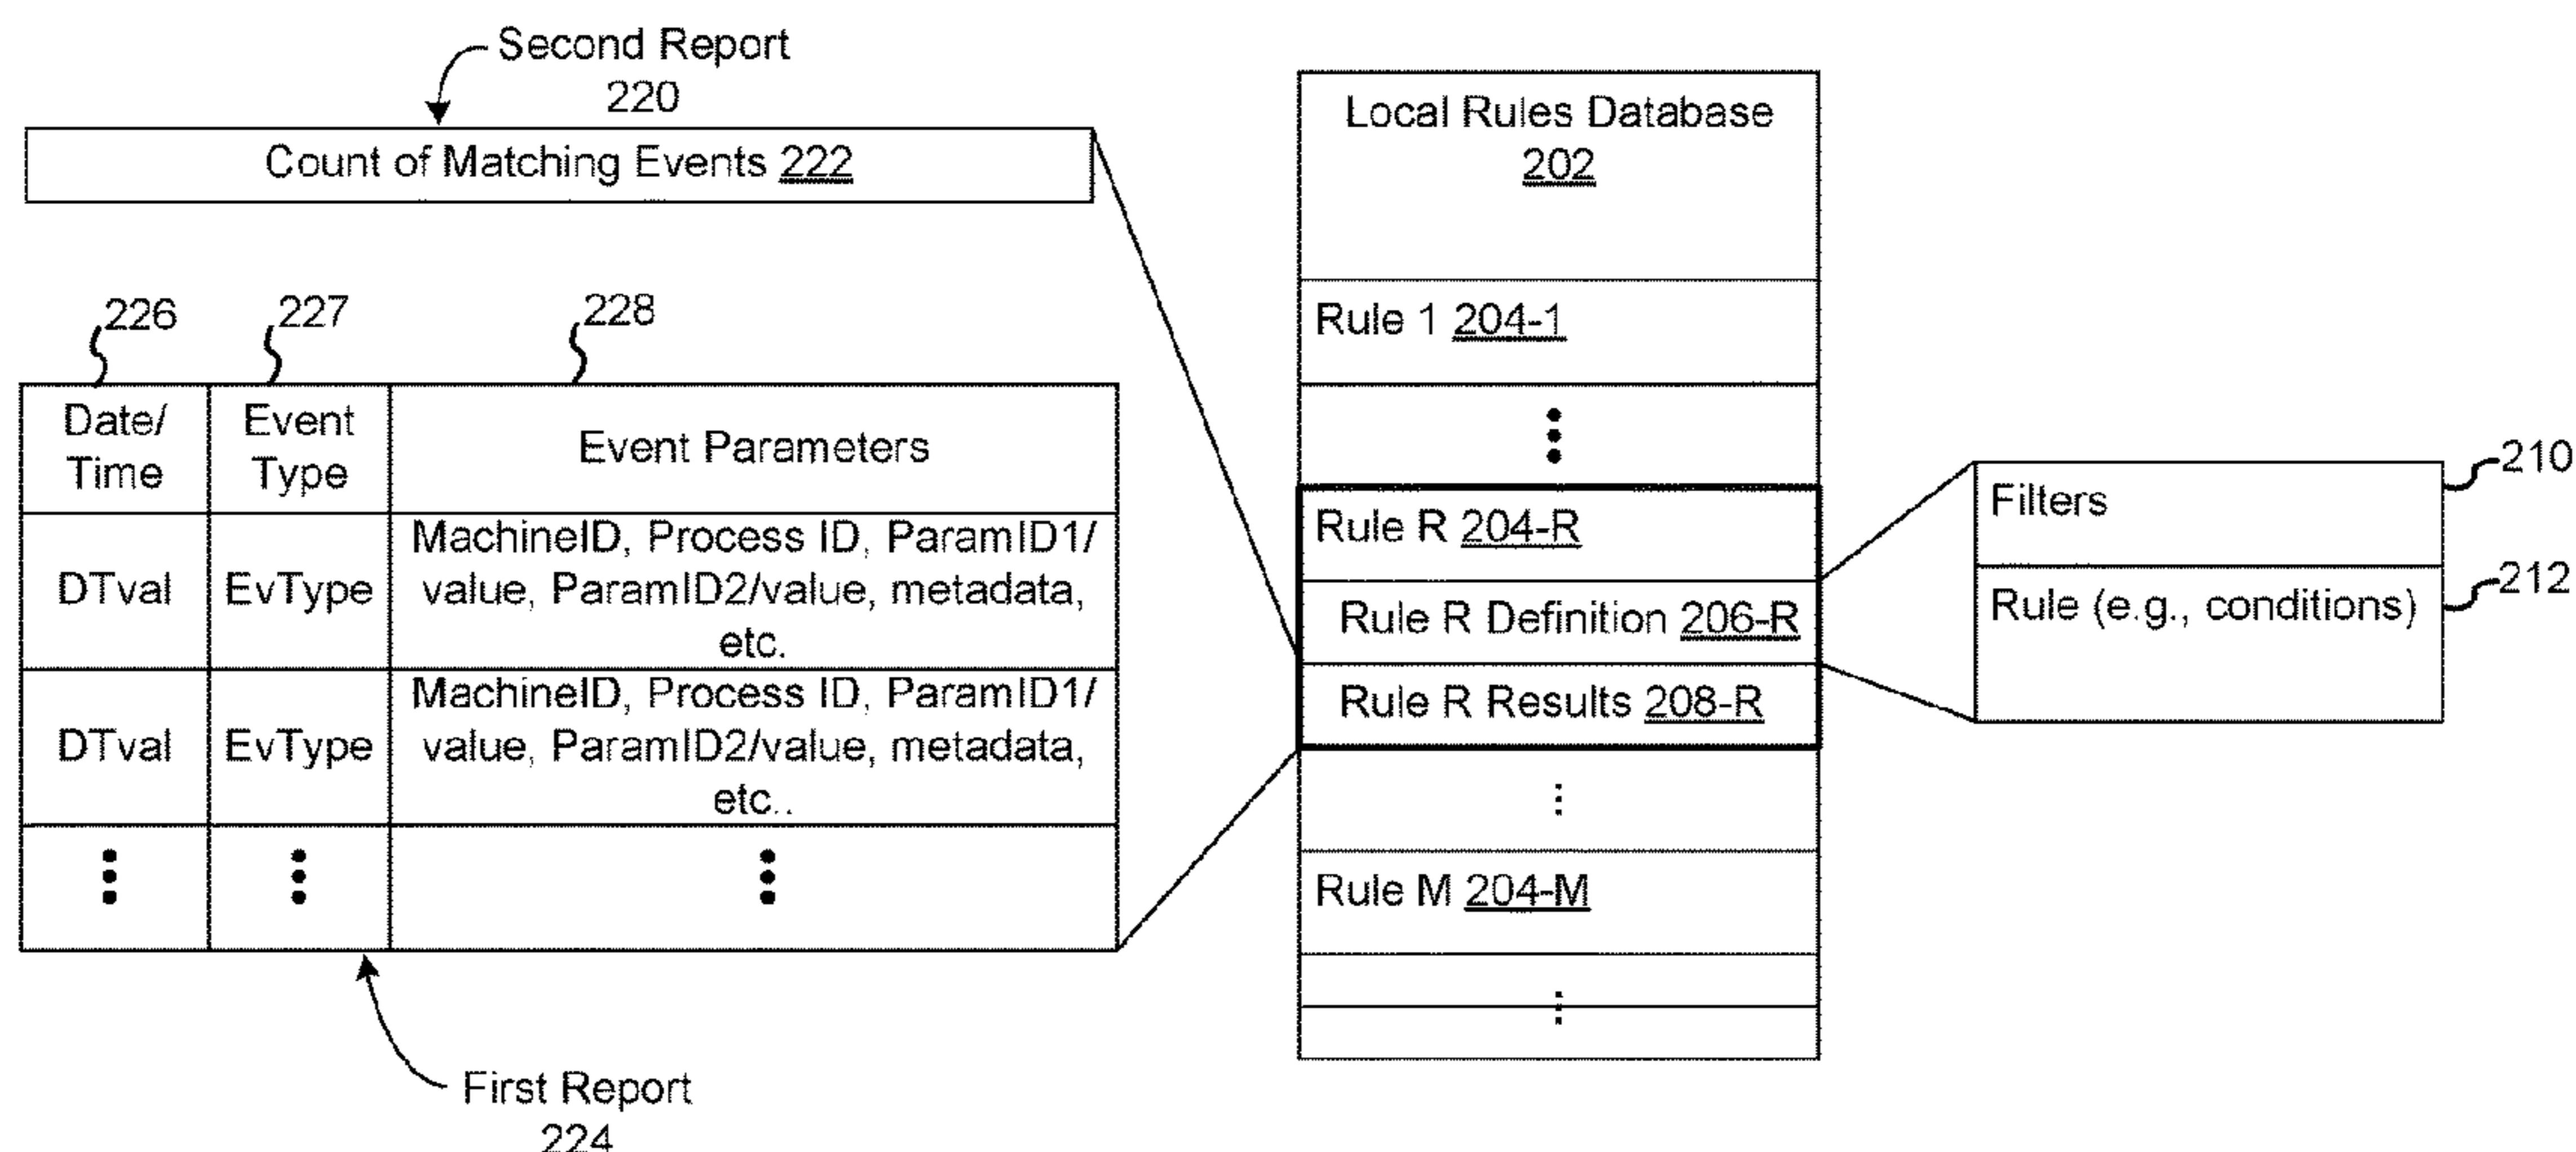 Second Report
220
Count of Matching Events 222
226
227
228
Date/
Time
Event
Type
Event Parameters
DTval
EvType
MachineID, Process ID, ParamID1/
value, ParamID2/value, metadata,
etc.
DTval
EvType
MachineID, Process ID, ParamID1/
value, ParamID2/value, metadata,
etc..
First Report
224
Local Rules Database
202
Rule 1 204-1
Rule R 204-R
Rule R Definition 206-R
Rule R Results 208-R
Rule M 204-M
Filters
210
Rule (e.g., conditions)
212